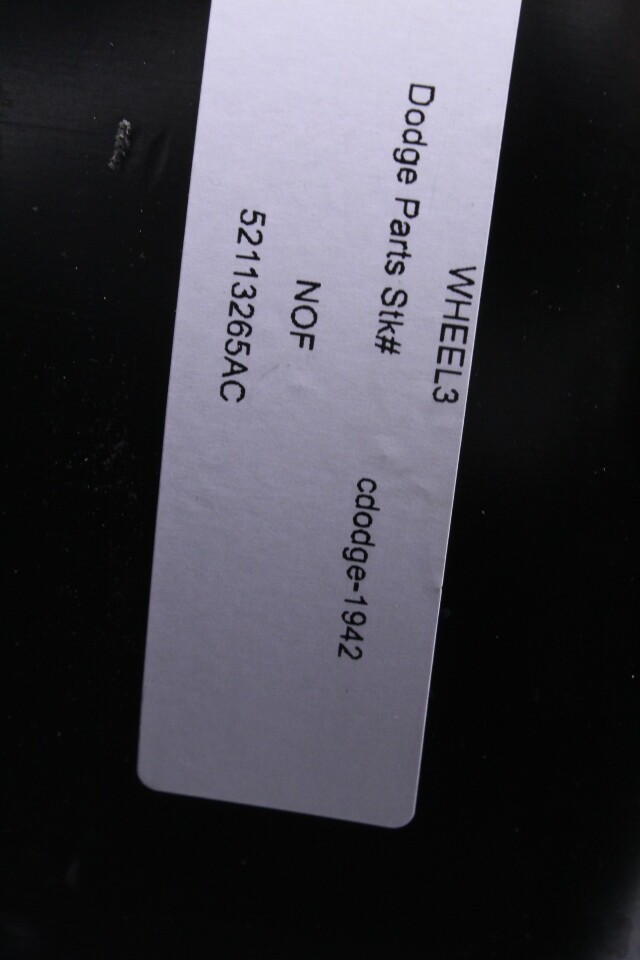 WHEEL3
Dodge Parts Stk# cdodge-1942
NOF
52113265AC